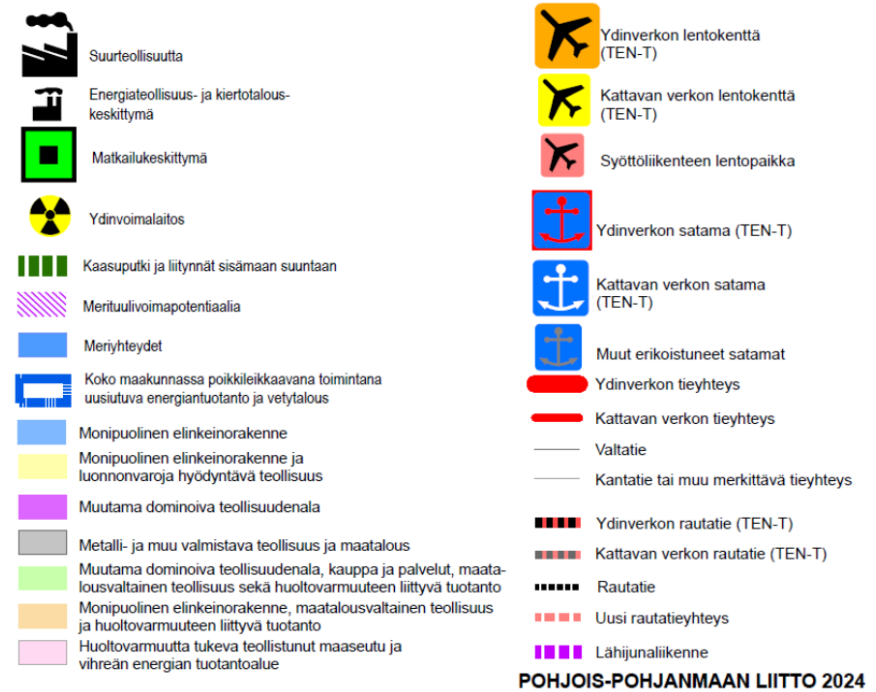 Suurteollisuutta
Energiateollisuus- ja kiertotalous-
keskittymä
Matkailukeskittymä
Ydinvoimalaitos
Kaasuputki ja liitynnät sisämaan suuntaan
Merituulivoimapotentiaalia
Meriyhteydet
Koko maakunnassa poikkileikkaavana toimintana
uusiutuva energiantuotanto ja vetytalous
Monipuolinen elinkeinorakenne
Monipuolinen elinkeinorakenne ja
luonnonvaroja hyödyntävä teollisuus
Muutama dominoiva teollisuudenala
Metalli- ja muu valmistava teollisuus ja maatalous
Muutama dominoiva teollisuudenala, kauppa ja palvelut, maata-
lousvaltainen teollisuus sekä huoltovarmuuteen liittyvä tuotanto
Monipuolinen elinkeinorakenne, maatalousvaltainen teollisuus
ja huoltovarmuuteen liittyvä tuotanto
Huoltovarmuutta tukeva teollistunut maaseutu ja
vihreän energian tuotantoalue
Ydinverkon lentokenttä
(TEN-T)
Kattavan verkon lentokenttä
(TEN-T)
Syöttöliikenteen lentopaikka
Ydinverkon satama (TEN-T)
Kattavan verkon satama
(TEN-T)
Muut erikoistuneet satamat
Ydinverkon tieyhteys
Kattavan verkon tieyhteys
Valtatie
Kantatie tai muu merkittävä tieyhteys
Ydinverkon rautatie (TEN-T)
Kattavan verkon rautatie (TEN-T)
Rautatie
Uusi rautatieyhteys
Lähijunaliikenne
POHJOIS-POHJANMAAN LIITTO 2024